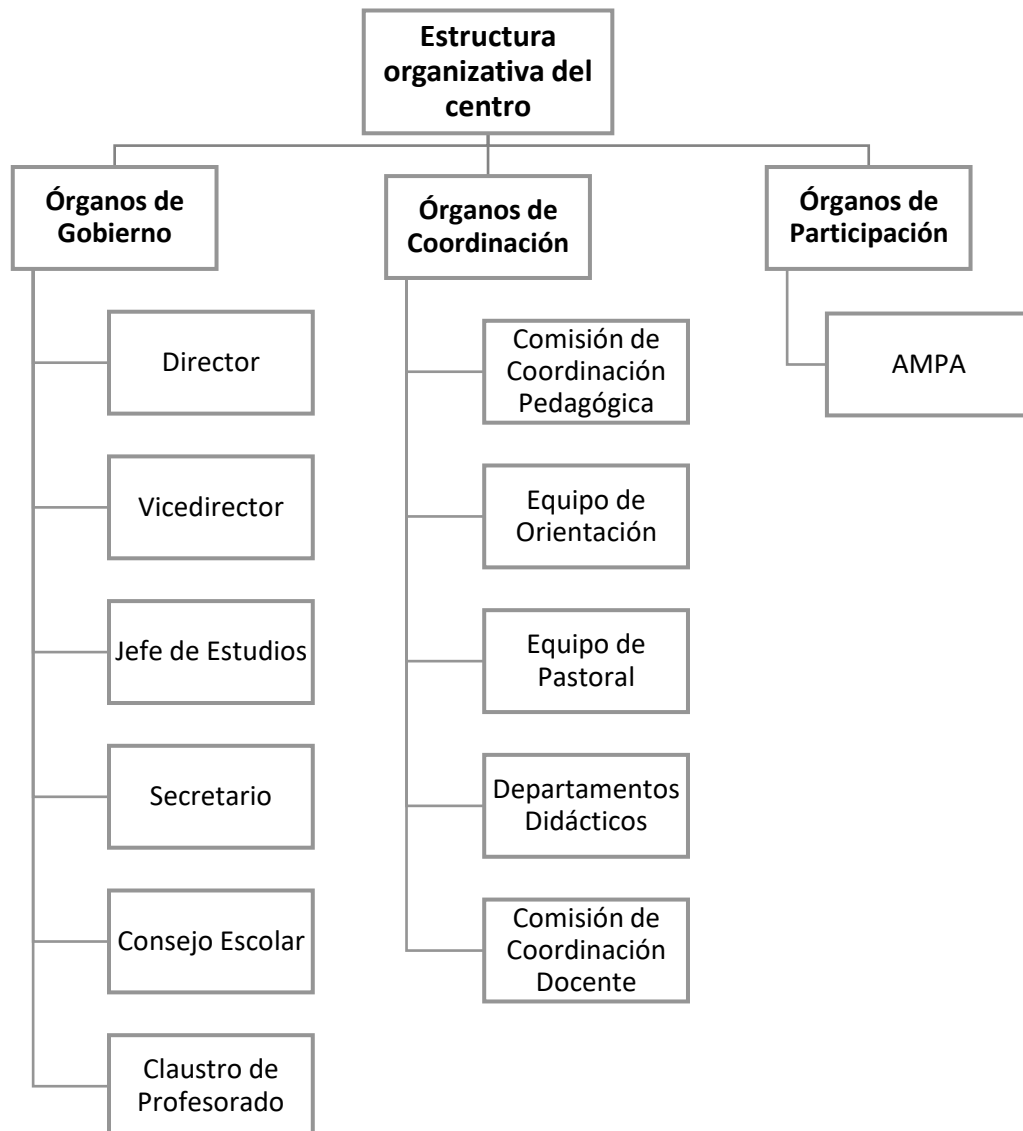 Estructura
organizativa del
centro
Órganos de
Gobierno
Director
Vicedirector
Jefe de Estudios
Secretario
Consejo Escolar
Claustro de
Profesorado
Órganos de
Coordinación
Comisión de
Coordinación
Pedagógica
Equipo de
Orientación
Equipo de
Pastoral
Departamentos
Didácticos
Comisión de
Coordinación
Docente
Órganos de
Participación
AMPA